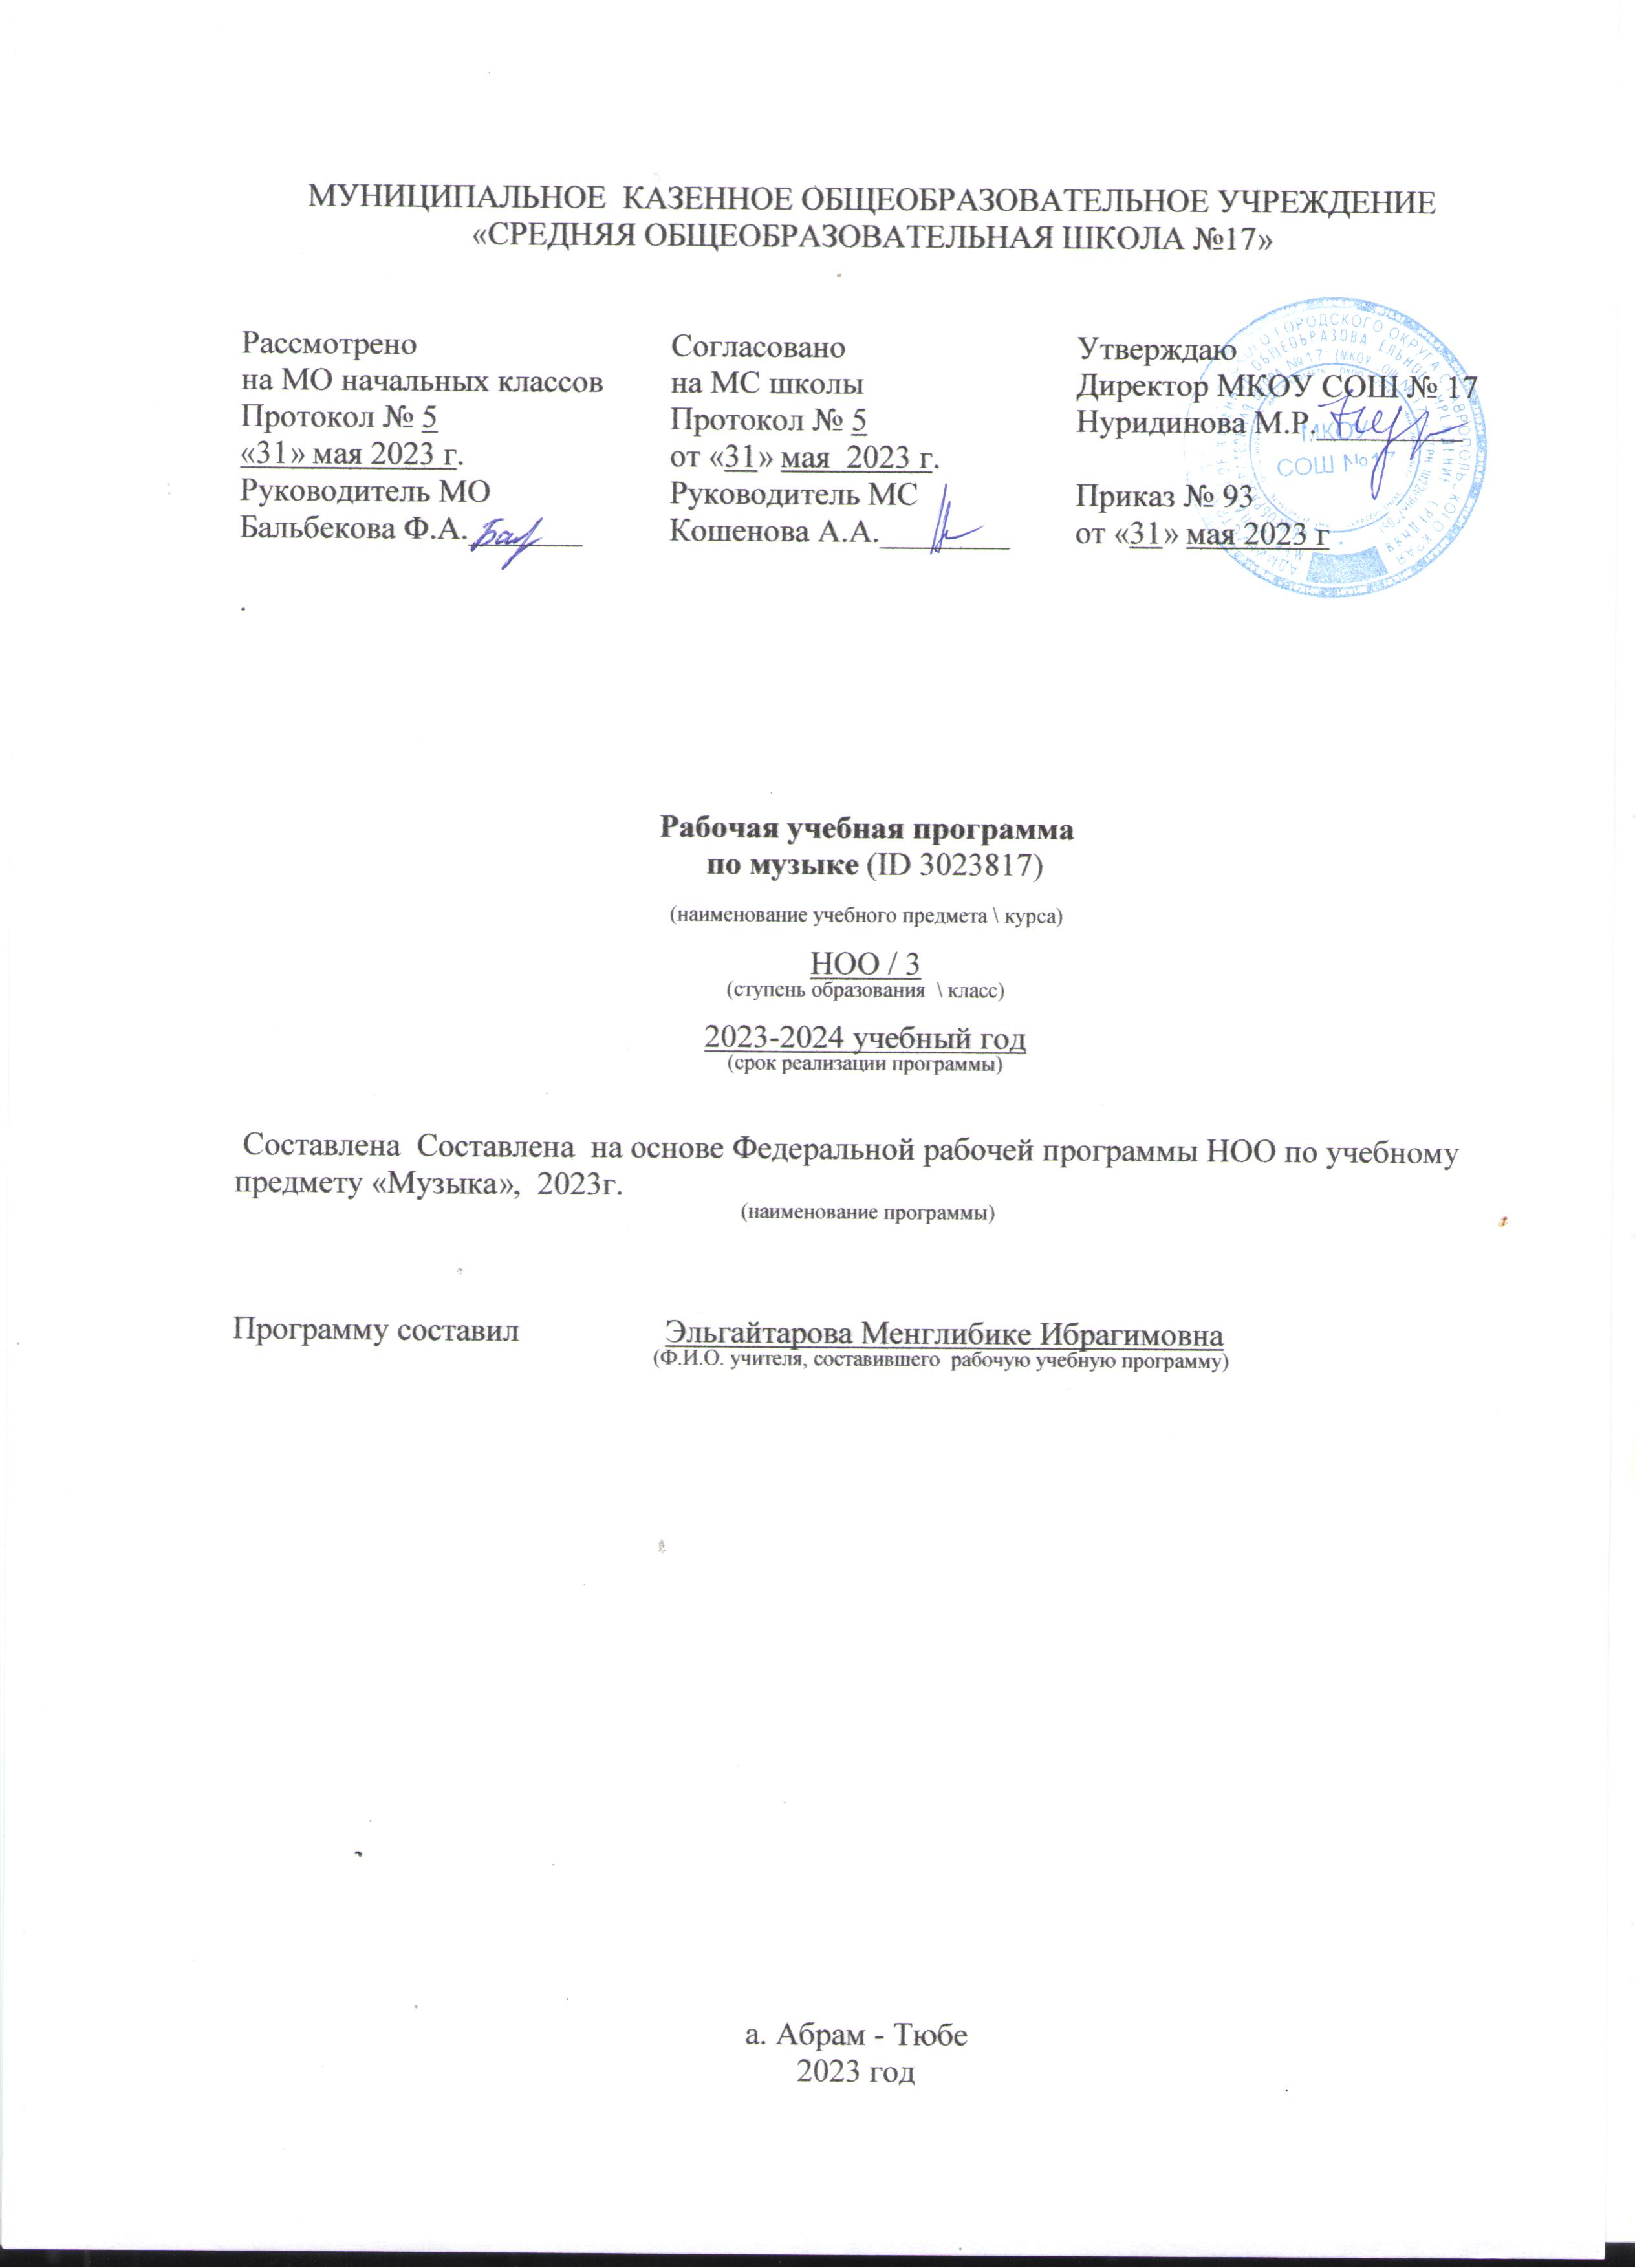 МУНИЦИПАЛЬНОЕ КАЗЕННОЕ ОБЩЕОБРАЗОВАТЕЛЬНОЕ УЧРЕЖДЕНИЕ
«СРЕДНЯЯ ОБЩЕОБРАЗОВАТЕЛЬНАЯ ШКОЛА №17»
Рассмотрено
на МО начальных классов
Протокол № 5
«31» мая 2023 г.
Руководитель МО
Бальбекова Ф.А.
Согласовано
на МС школы
Протокол № 5
от «31» мая 2023 г.
Руководитель МС
Кошенова А.А.
Утверждаю
Директор МКОУ СОШ № 17
Нуридинова М.Р.
Приказ № 93
от «31» мая 2023 г
МКОУ
СОШ №17
Рабочая учебная программа
по музыке (ID 3023817)
(наименование учебного предмета \ курса)
НОО / 3
(ступень образования \ класс)
2023-2024 учебный год
(срок реализации программы)
Составлена Составлена на основе Федеральной рабочей программы НОО по учебному
предмету «Музыка», 2023г.
(наименование программы)
Программу составил Эльгайтарова Менглибике Ибрагимовна
(Ф.И.О. учителя, составившего рабочую учебную программу)
а. Абрам - Тюбе
2023 год